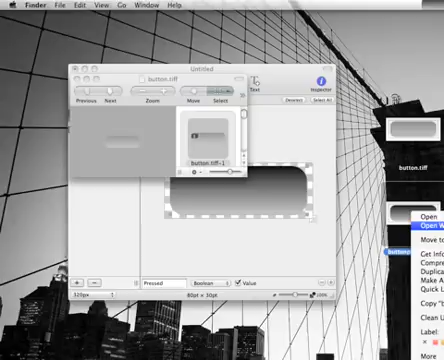 Finder File Edit View Go Window Help
Untitled
button.tiff
Previous Next Zoom Move Select
Text
Inspector
Deselect Select All
button.tiff-1
button.tiff
Open
Open W
Move to
Get Info
Compre
Duplica
Make A
Quick L
Copy "b
Clean U
Label:
Pressed Boolean Value
320px 80pt × 30pt 100%